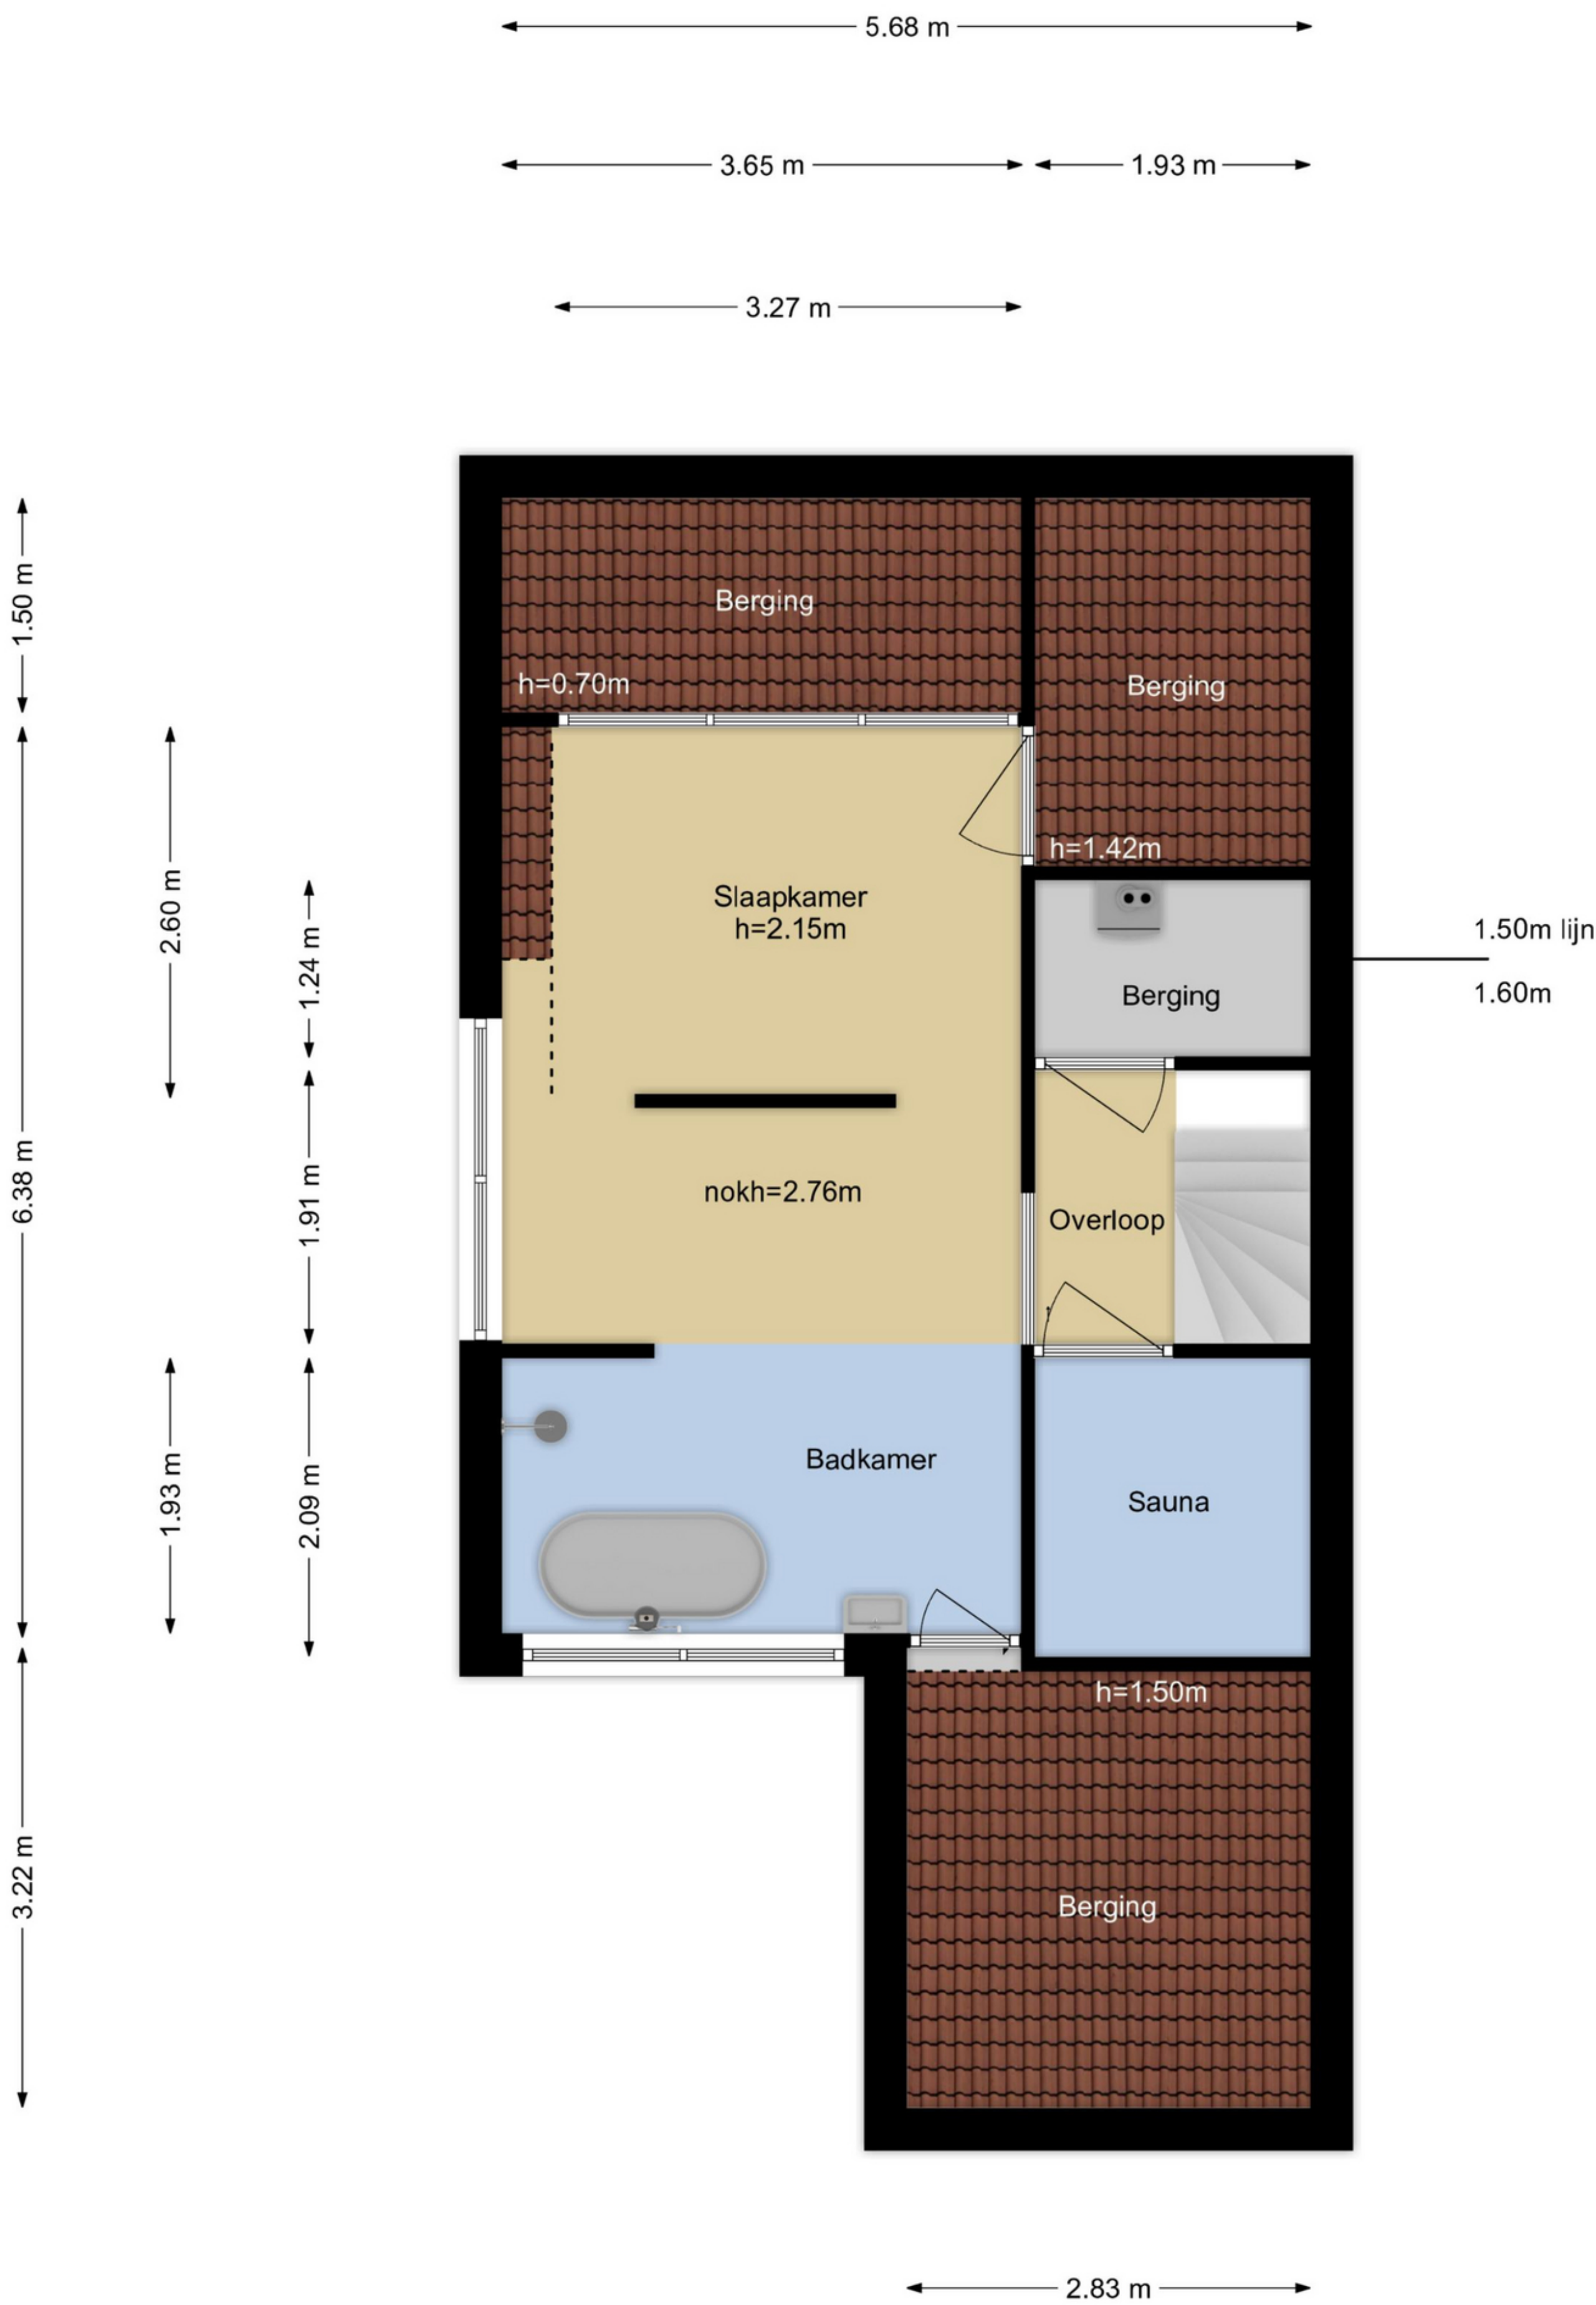 5.68 m
3.65 m
1.93 m
3.27 m
1.50 m
Berging
h=0.70m
Berging
h=1.42m
2.60 m
Slaapkamer
h=2.15m
1.24 m
1.50m lijn
Berging
1.60m
6.38 m
1.91 m
nokh=2.76m
Overloop
1.93 m
2.09 m
Badkamer
Sauna
h=1.50m
3.22 m
Berging
2.83 m